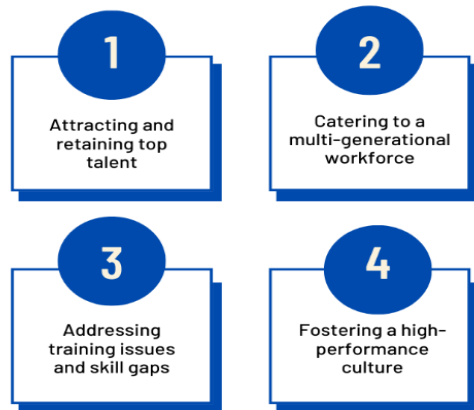 1
Attracting and
retaining top
talent
2
Catering to a
multi-generational
workforce
3
Addressing
training issues
and skill gaps
4
Fostering a high-
performance
culture